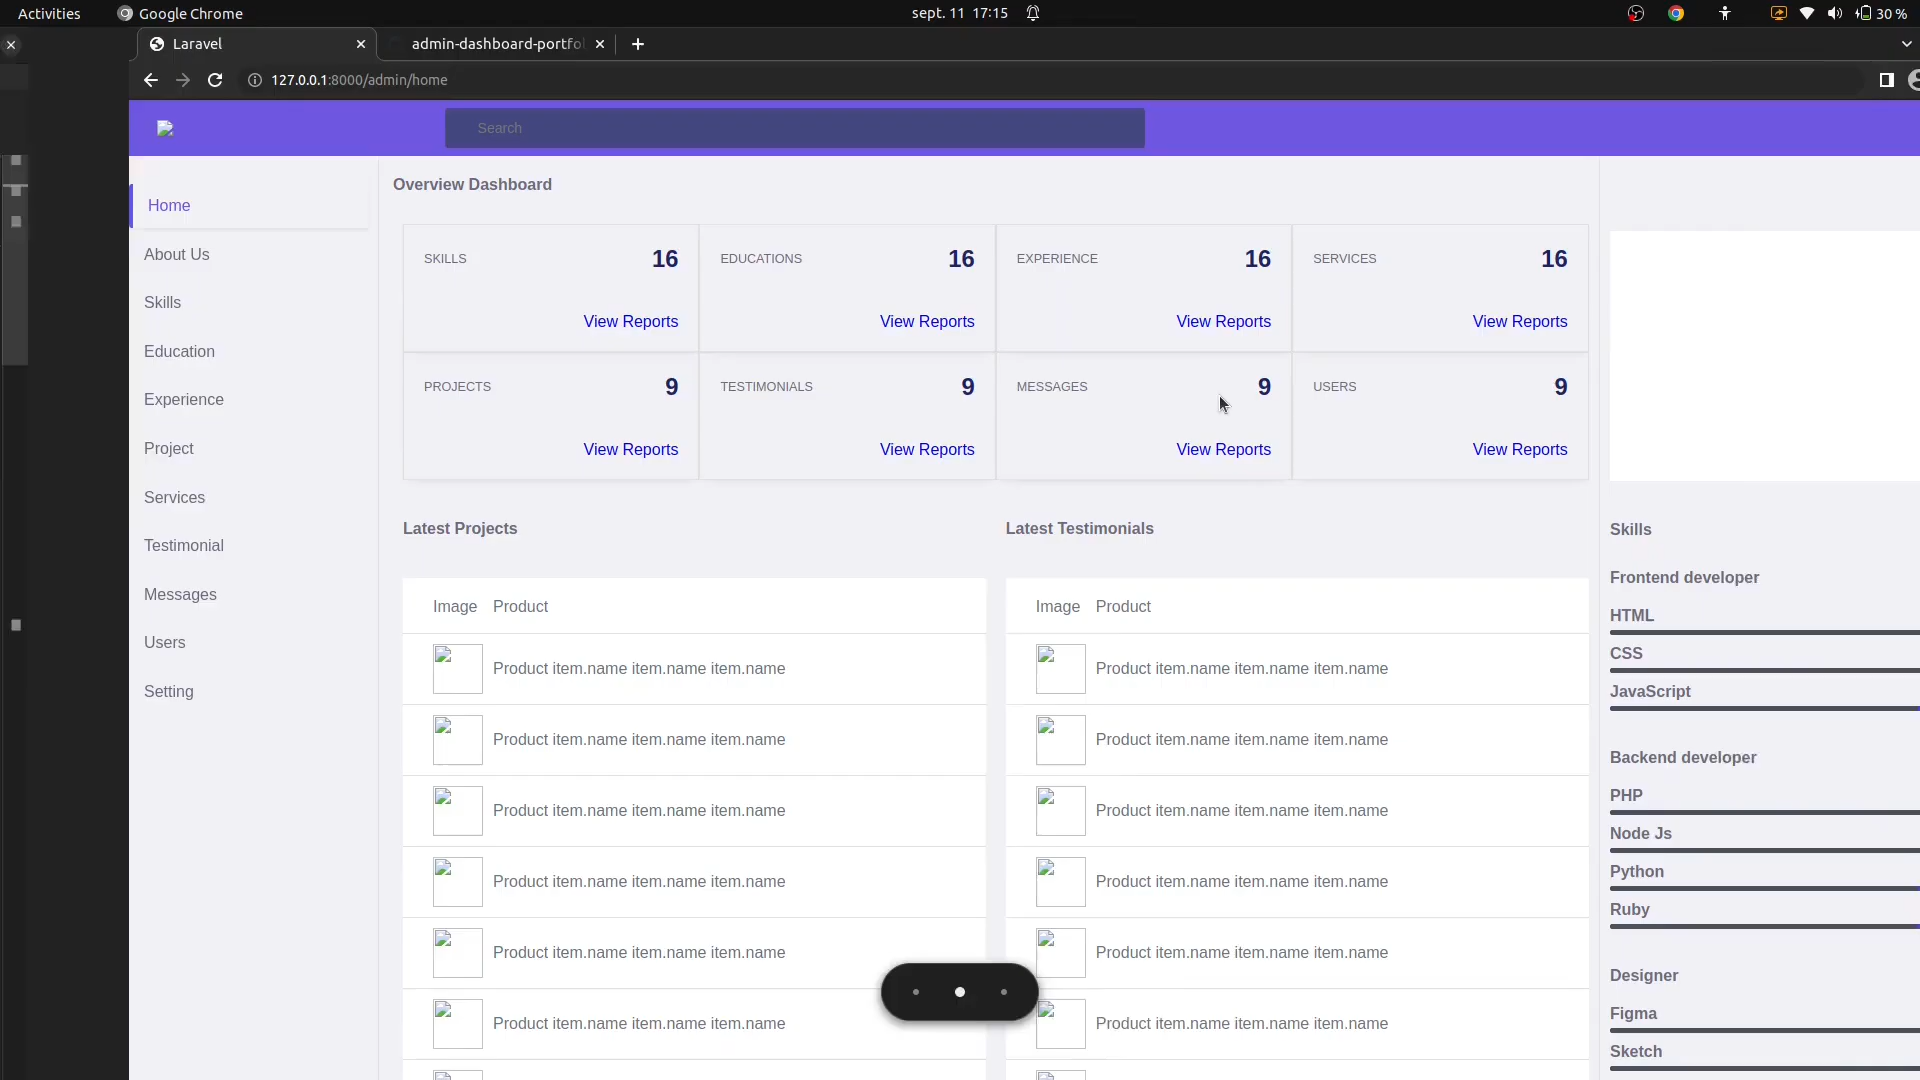 Activities Google Chrome sept. 11 17:15 30 %
Laravel admin-dashboard-portfol
127.0.0.1:8000/admin/home
Search
Home
About Us
Skills
Education
Experience
Project
Services
Testimonial
Messages
Users
Setting
Overview Dashboard
SKILLS 16 EDUCATIONS 16 EXPERIENCE 16 SERVICES 16
View Reports View Reports View Reports View Reports
PROJECTS 9 TESTIMONIALS 9 MESSAGES 9 USERS 9
View Reports View Reports View Reports View Reports
Latest Projects
Image Product
Product item.name item.name item.name
Product item.name item.name item.name
Product item.name item.name item.name
Product item.name item.name item.name
Product item.name item.name item.name
Product item.name item.name item.name
Latest Testimonials
Image Product
Product item.name item.name item.name
Product item.name item.name item.name
Product item.name item.name item.name
Product item.name item.name item.name
Product item.name item.name item.name
Product item.name item.name item.name
Skills
Frontend developer
HTML
CSS
JavaScript
Backend developer
PHP
Node Js
Python
Ruby
Designer
Figma
Sketch